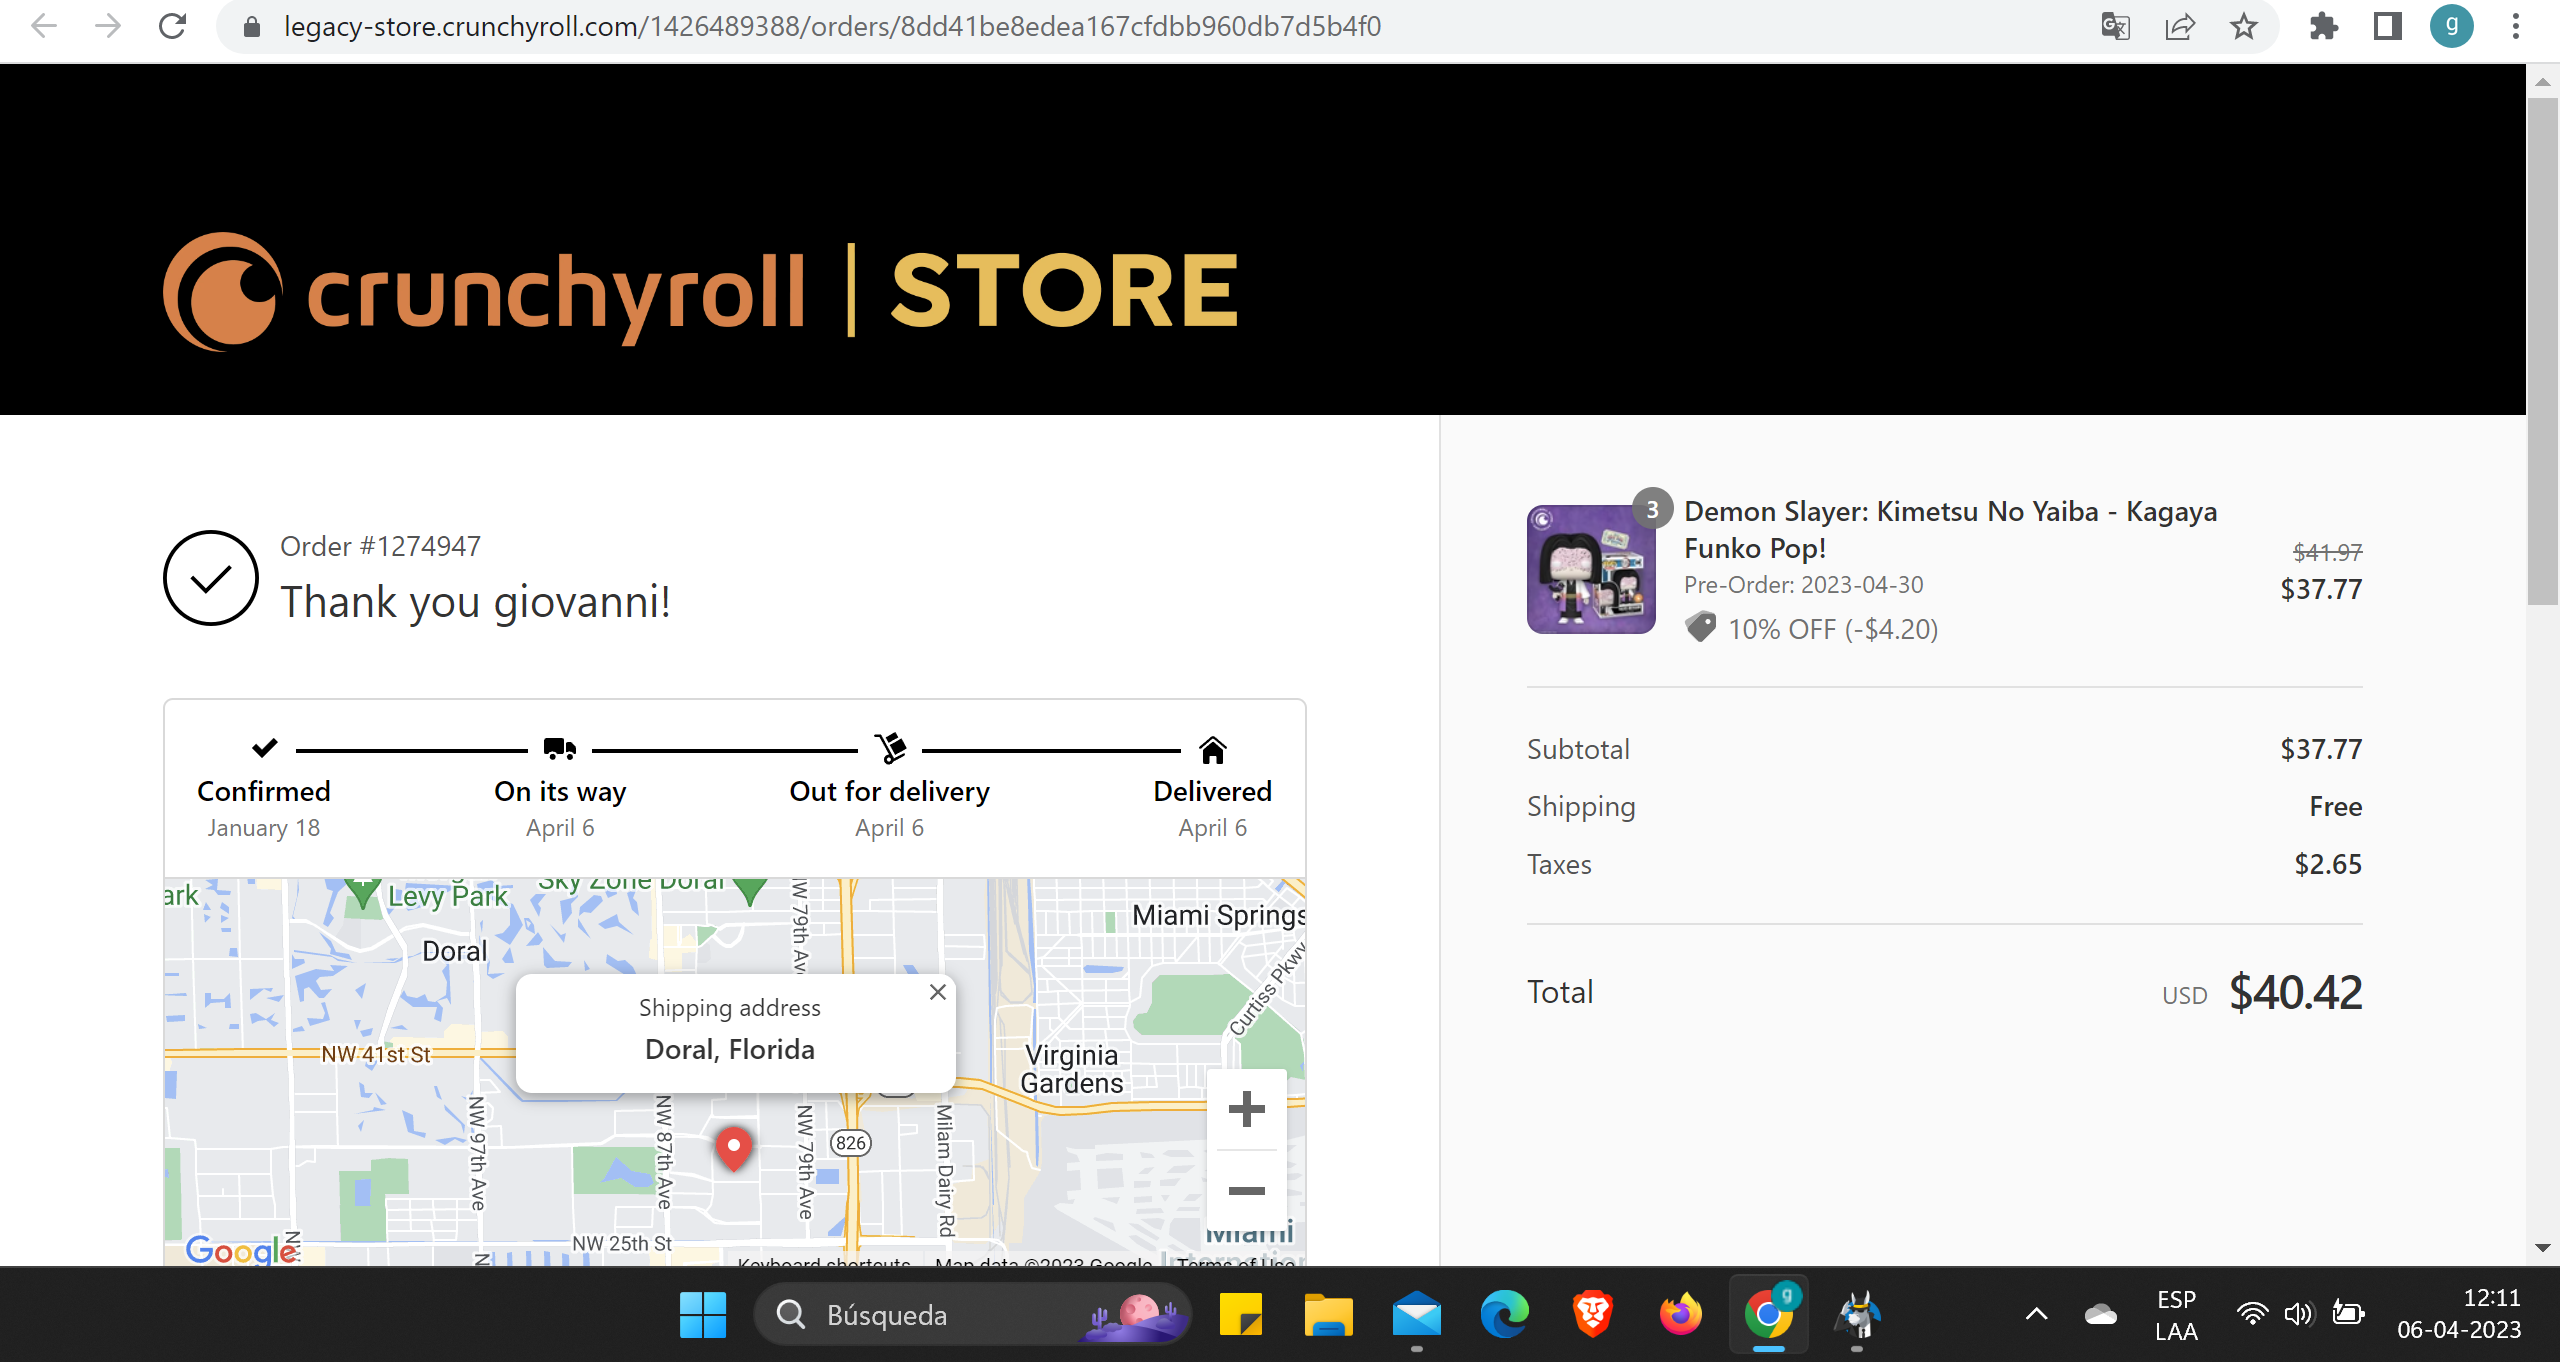 legacy-store.crunchyroll.com/1426489388/orders/8dd41be8edea167cfdbb960db7d5b4f0
g
crunchyroll | STORE
Order #1274947
Thank you giovanni!
Confirmed
January 18
On its way
April 6
Out for delivery
April 6
Delivered
April 6
Levy Park
Sky Zone Doral
Doral
Miami Springs
NW 79th Av
Curtiss Pkwy
Shipping address
Doral, Florida
NW 41st St
Virginia
Gardens
NW 97th Ave
NW 87th Ave
NW 79th Ave
826
Milam Dairy Rd
NW 25th St
Miami
Google
Keyboard shortcuts
Map data ©2023 Google
Terms of Use
3
Demon Slayer: Kimetsu No Yaiba - Kagaya
Funko Pop!
Pre-Order: 2023-04-30
10% OFF (-$4.20)
$41.97
$37.77
Subtotal $37.77
Shipping Free
Taxes $2.65
Total USD $40.42
Búsqueda
g
ESP
LAA
12:11
06-04-2023